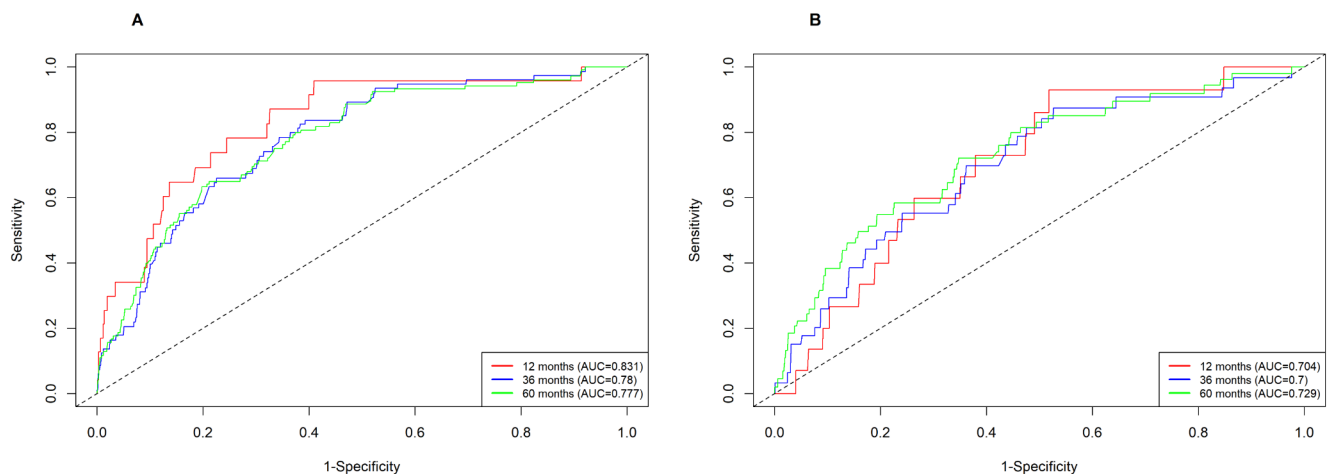 A
Sensitivity
1.0
0.8
0.6
0.4
0.2
0.0
12 months (AUC=0.831)
36 months (AUC=0.78)
60 months (AUC=0.777)
0.0 0.2 0.4 0.6 0.8 1.0
1-Specificity
B
Sensitivity
1.0
0.8
0.6
0.4
0.2
0.0
12 months (AUC=0.704)
36 months (AUC=0.7)
60 months (AUC=0.729)
0.0 0.2 0.4 0.6 0.8 1.0
1-Specificity